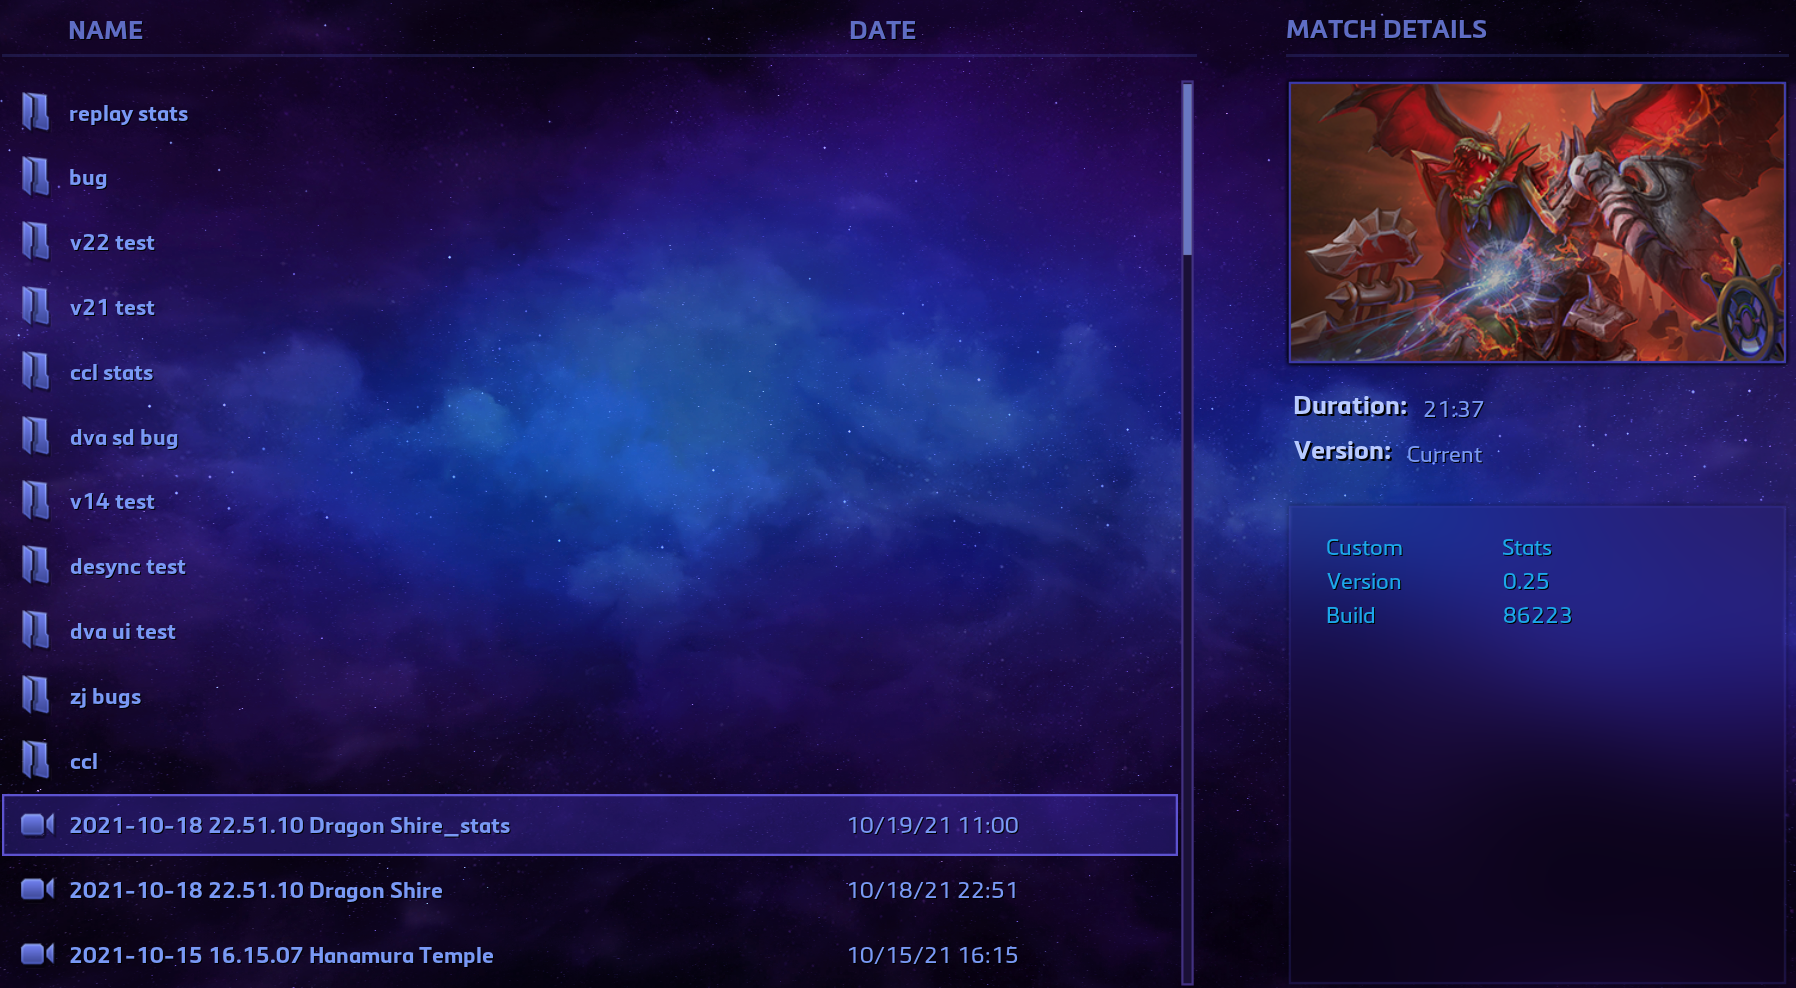 NAME DATE MATCH DETAILS
replay stats
bug
v22 test
v21 test
ccl stats
dva sd bug
v14 test
desync test
dva ui test
zj bugs
ccl
2021-10-18 22.51.10 Dragon Shire_stats 10/19/21 11:00
2021-10-18 22.51.10 Dragon Shire 10/18/21 22:51
2021-10-15 16.15.07 Hanamura Temple 10/15/21 16:15
Duration: 21:37
Version: Current
Custom Stats
Version 0.25
Build 86223